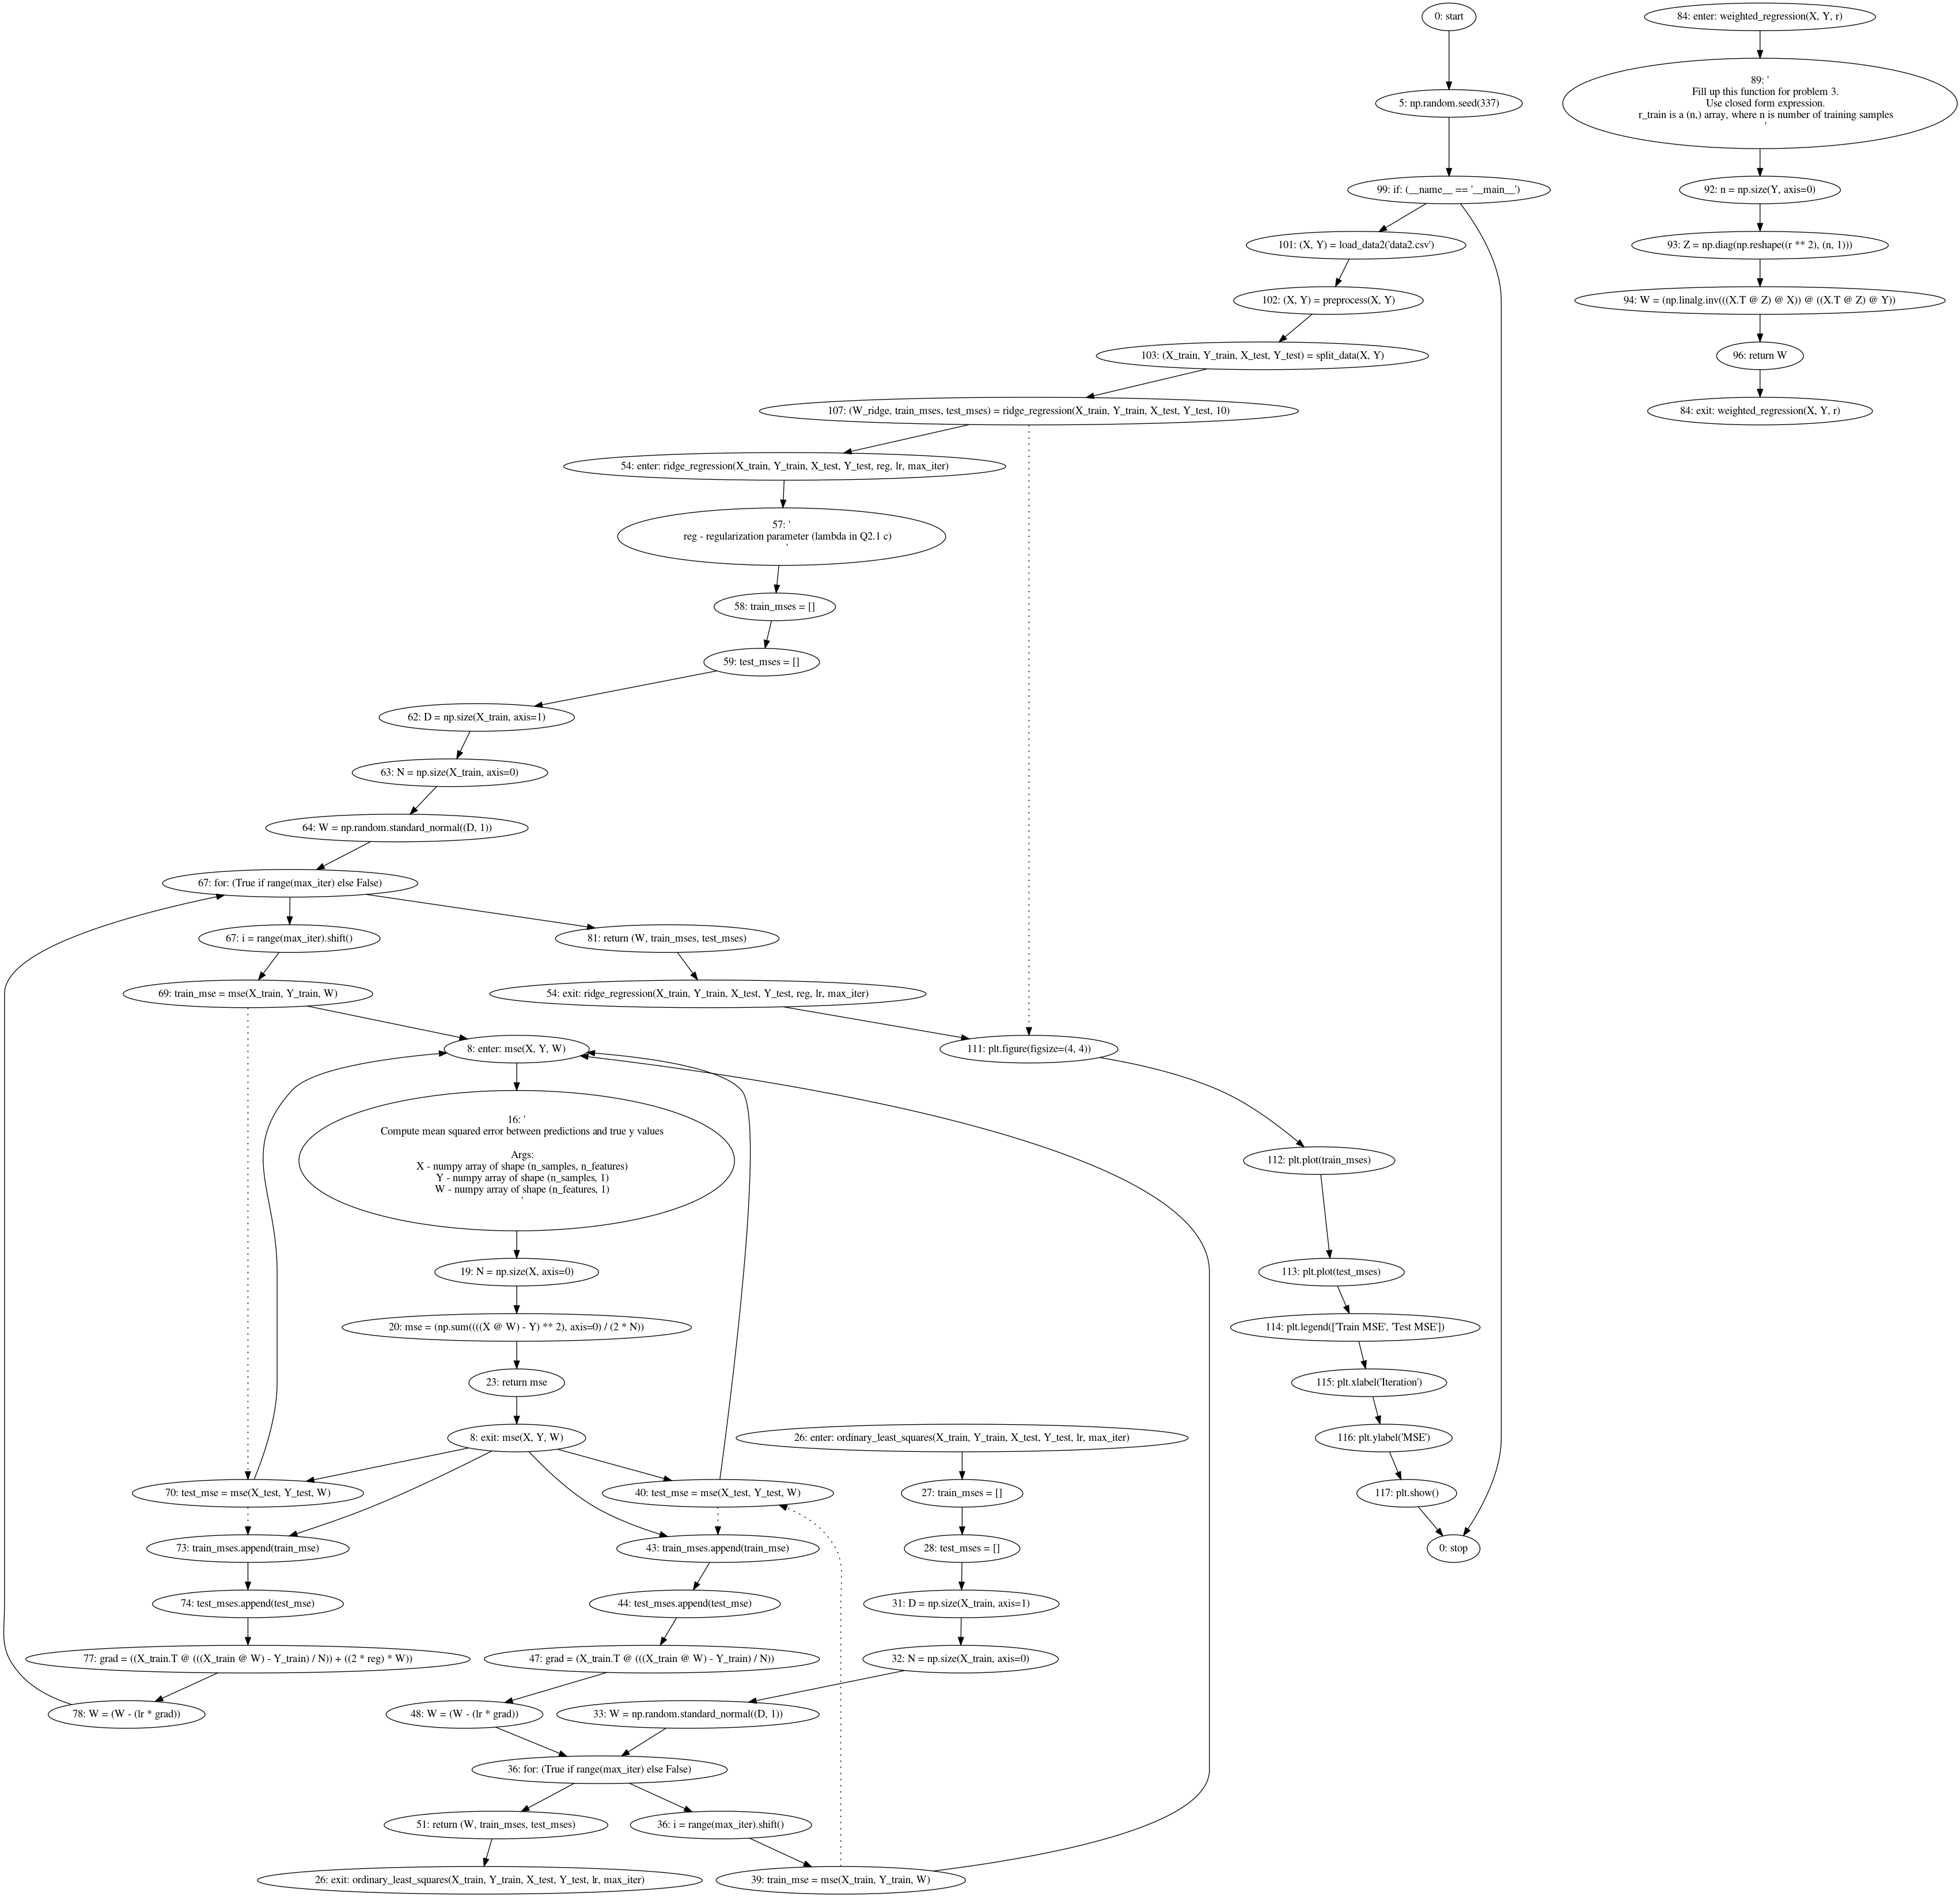 0: start
84: enter: weighted_regression(X, Y, r)
5: np.random.seed(337)
89: '
Fill up this function for problem 3.
Use closed form expression.
r_train is a (n,) array, where n is number of training samples
'
99: if: (__name__ == '__main__')
92: n = np.size(Y, axis=0)
101: (X, Y) = load_data2('data2.csv')
93: Z = np.diag(np.reshape((r ** 2), (n, 1)))
102: (X, Y) = preprocess(X, Y)
94: W = (np.linalg.inv(((X.T @ Z) @ X)) @ ((X.T @ Z) @ Y))
103: (X_train, Y_train, X_test, Y_test) = split_data(X, Y)
96: return W
107: (W_ridge, train_mses, test_mses) = ridge_regression(X_train, Y_train, X_test, Y_test, 10)
84: exit: weighted_regression(X, Y, r)
54: enter: ridge_regression(X_train, Y_train, X_test, Y_test, reg, lr, max_iter)
57: '
reg - regularization parameter (lambda in Q2.1 c)
'
58: train_mses = []
59: test_mses = []
62: D = np.size(X_train, axis=1)
63: N = np.size(X_train, axis=0)
64: W = np.random.standard_normal((D, 1))
67: for: (True if range(max_iter) else False)
67: i = range(max_iter).shift()
81: return (W, train_mses, test_mses)
69: train_mse = mse(X_train, Y_train, W)
54: exit: ridge_regression(X_train, Y_train, X_test, Y_test, reg, lr, max_iter)
8: enter: mse(X, Y, W)
111: plt.figure(figsize=(4, 4))
16: '
Compute mean squared error between predictions and true y values
Args:
X - numpy array of shape (n_samples, n_features)
Y - numpy array of shape (n_samples, 1)
W - numpy array of shape (n_features, 1)
'
112: plt.plot(train_mses)
19: N = np.size(X, axis=0)
113: plt.plot(test_mses)
20: mse = (np.sum((((X @ W) - Y) ** 2), axis=0) / (2 * N))
114: plt.legend(['Train MSE', 'Test MSE'])
23: return mse
115: plt.xlabel('Iteration')
8: exit: mse(X, Y, W)
26: enter: ordinary_least_squares(X_train, Y_train, X_test, Y_test, lr, max_iter)
116: plt.ylabel('MSE')
70: test_mse = mse(X_test, Y_test, W)
40: test_mse = mse(X_test, Y_test, W)
27: train_mses = []
117: plt.show()
73: train_mses.append(train_mse)
43: train_mses.append(train_mse)
28: test_mses = []
0: stop
74: test_mses.append(test_mse)
44: test_mses.append(test_mse)
31: D = np.size(X_train, axis=1)
77: grad = ((X_train.T @ (((X_train @ W) - Y_train) / N)) + ((2 * reg) * W))
47: grad = (X_train.T @ (((X_train @ W) - Y_train) / N))
32: N = np.size(X_train, axis=0)
78: W = (W - (lr * grad))
48: W = (W - (lr * grad))
33: W = np.random.standard_normal((D, 1))
36: for: (True if range(max_iter) else False)
51: return (W, train_mses, test_mses)
36: i = range(max_iter).shift()
26: exit: ordinary_least_squares(X_train, Y_train, X_test, Y_test, lr, max_iter)
39: train_mse = mse(X_train, Y_train, W)